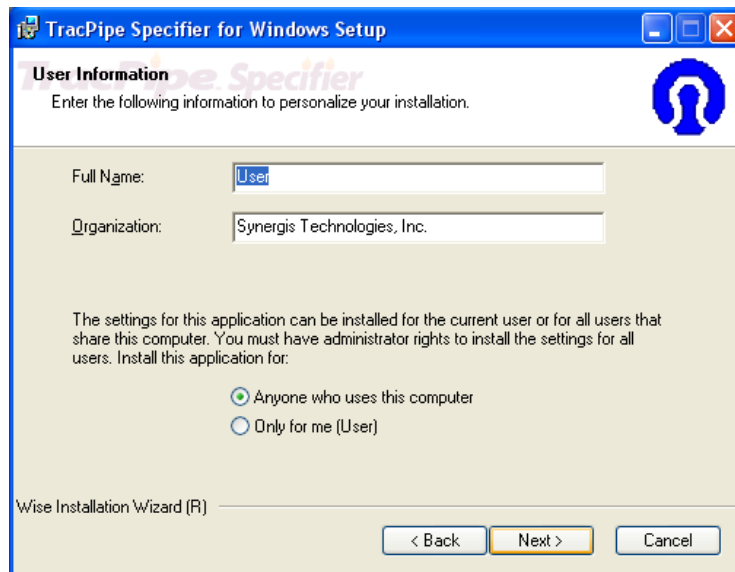 TracPipe Specifier for Windows Setup
TracPipe Specifier
User Information
Enter the following information to personalize your installation.
Full Name:
User
Organization:
Synergis Technologies, Inc.
The settings for this application can be installed for the current user or for all users that
share this computer. You must have administrator rights to install the settings for all
users. Install this application for:
Anyone who uses this computer
Only for me (User)
Wise Installation Wizard (R)
< Back
Next >
Cancel